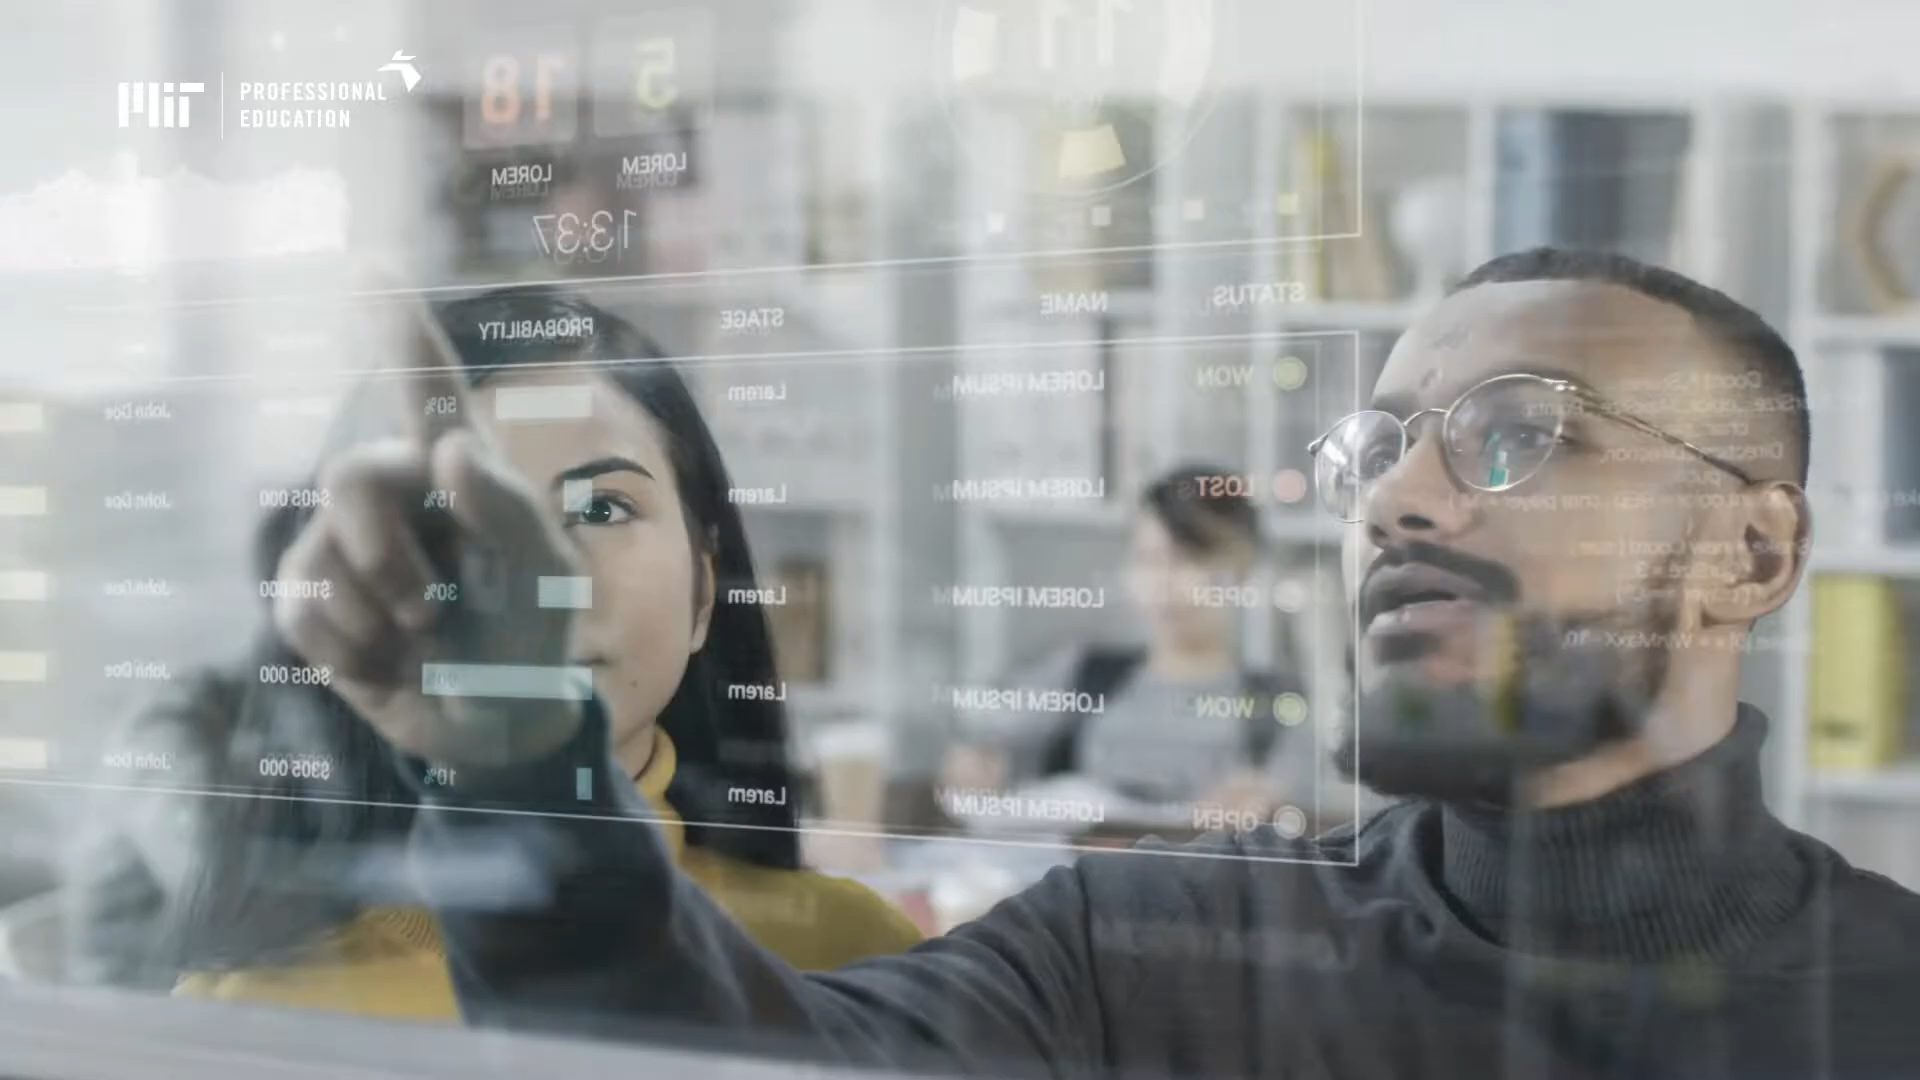 MIT PROFESSIONAL
EDUCATION
18 5
LOREM LOREM
13:37
PROBABILITY STAGE NAME STATUS
John Doe 50% Larem LOREM IPSUM WON
John Doe $405 000 15% Larem LOREM IPSUM LOST
John Doe $105 000 30% Larem LOREM IPSUM OPEN
John Doe $605 000 90% Larem LOREM IPSUM WON
John Doe $305 000 10% Larem LOREM IPSUM OPEN